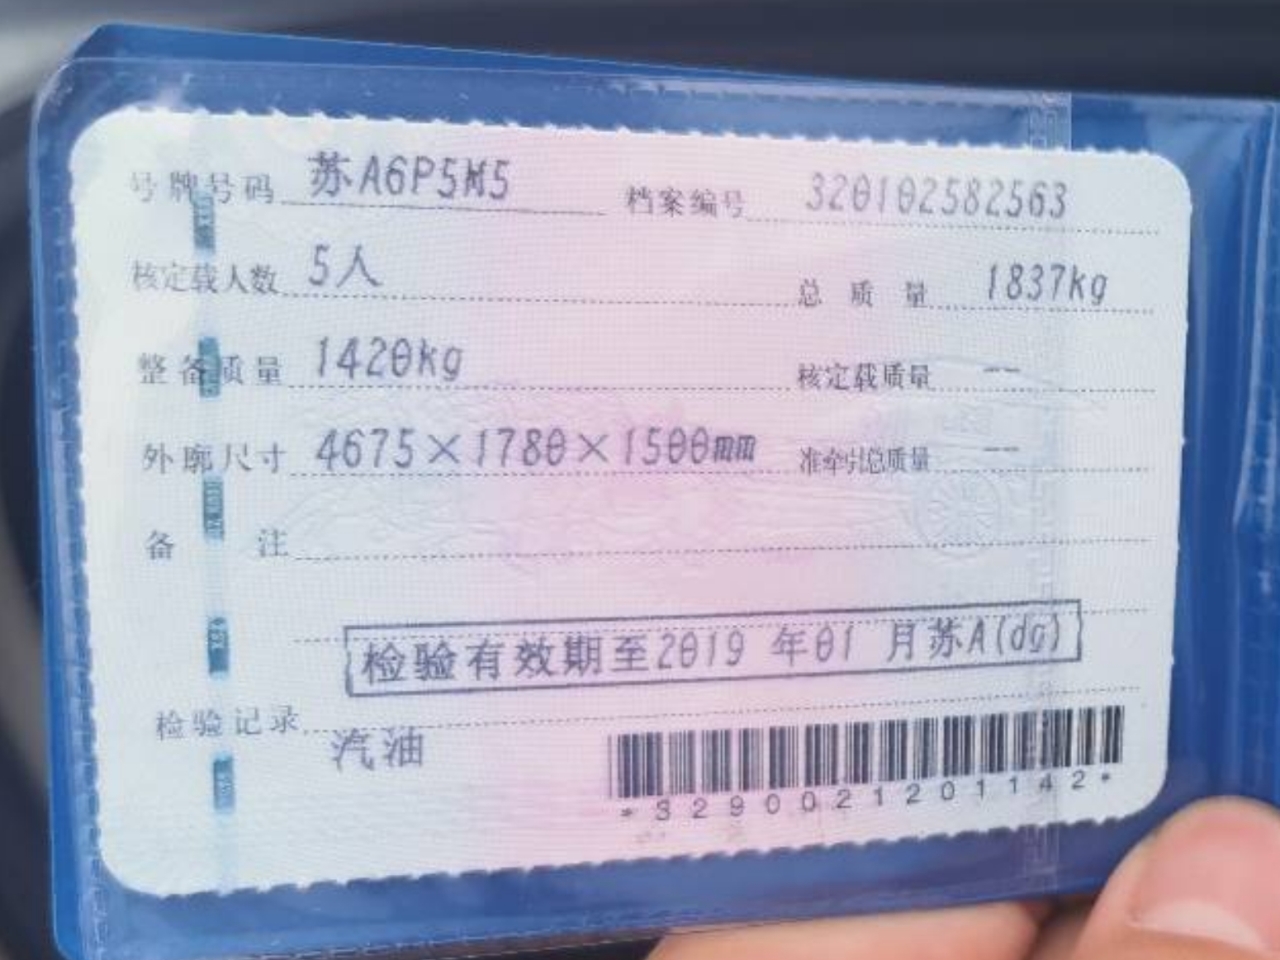 号牌号码 苏A6P5M5 档案编号 320102582563
核定载人数 5人 总质量 1837kg
整备质量 1420kg 核定载质量 --
外廓尺寸 4675×1780×1500mm 准牵引总质量 --
备注
检验有效期至2019年01月苏A(dg)
检验记录
汽油
*3290021201142*